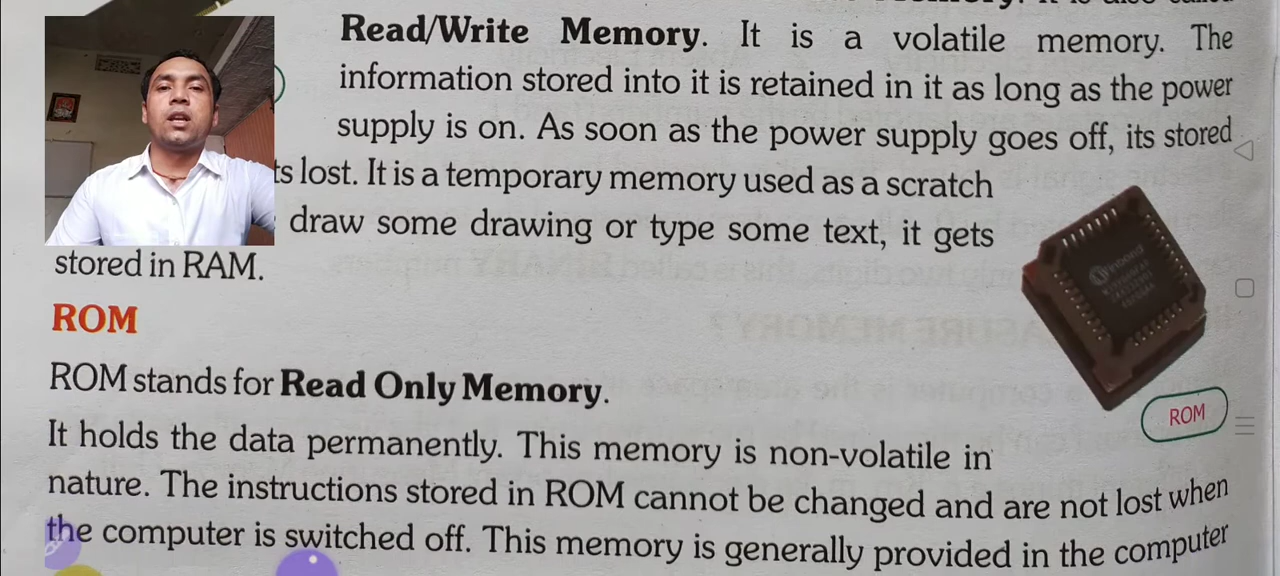 Read/Write Memory. It is a volatile memory. The
information stored into it is retained in it as long as the power
supply is on. As soon as the power supply goes off, its stored
lost. It is a temporary memory used as a scratch
draw some drawing or type some text, it gets
stored in RAM.
ROM
ROM stands for Read Only Memory.
ROM
It holds the data permanently. This memory is non-volatile in
nature. The instructions stored in ROM cannot be changed and are not lost when
the computer is switched off. This memory is generally provided in the computer